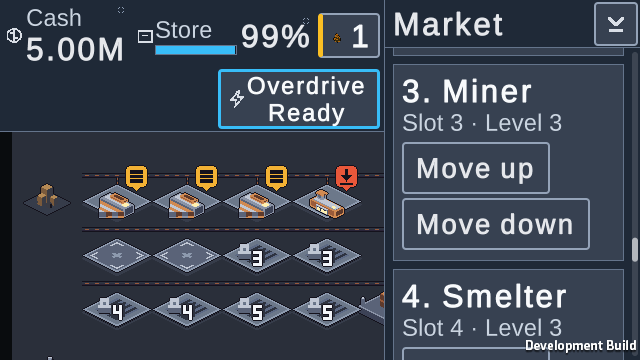 Cash
5.00M
Store
99%
1
Overdrive
Ready
3
3
4
4
5
5
Market
3. Miner
Slot 3 · Level 3
Move up
Move down
4. Smelter
Slot 4 · Level 3
Development Build